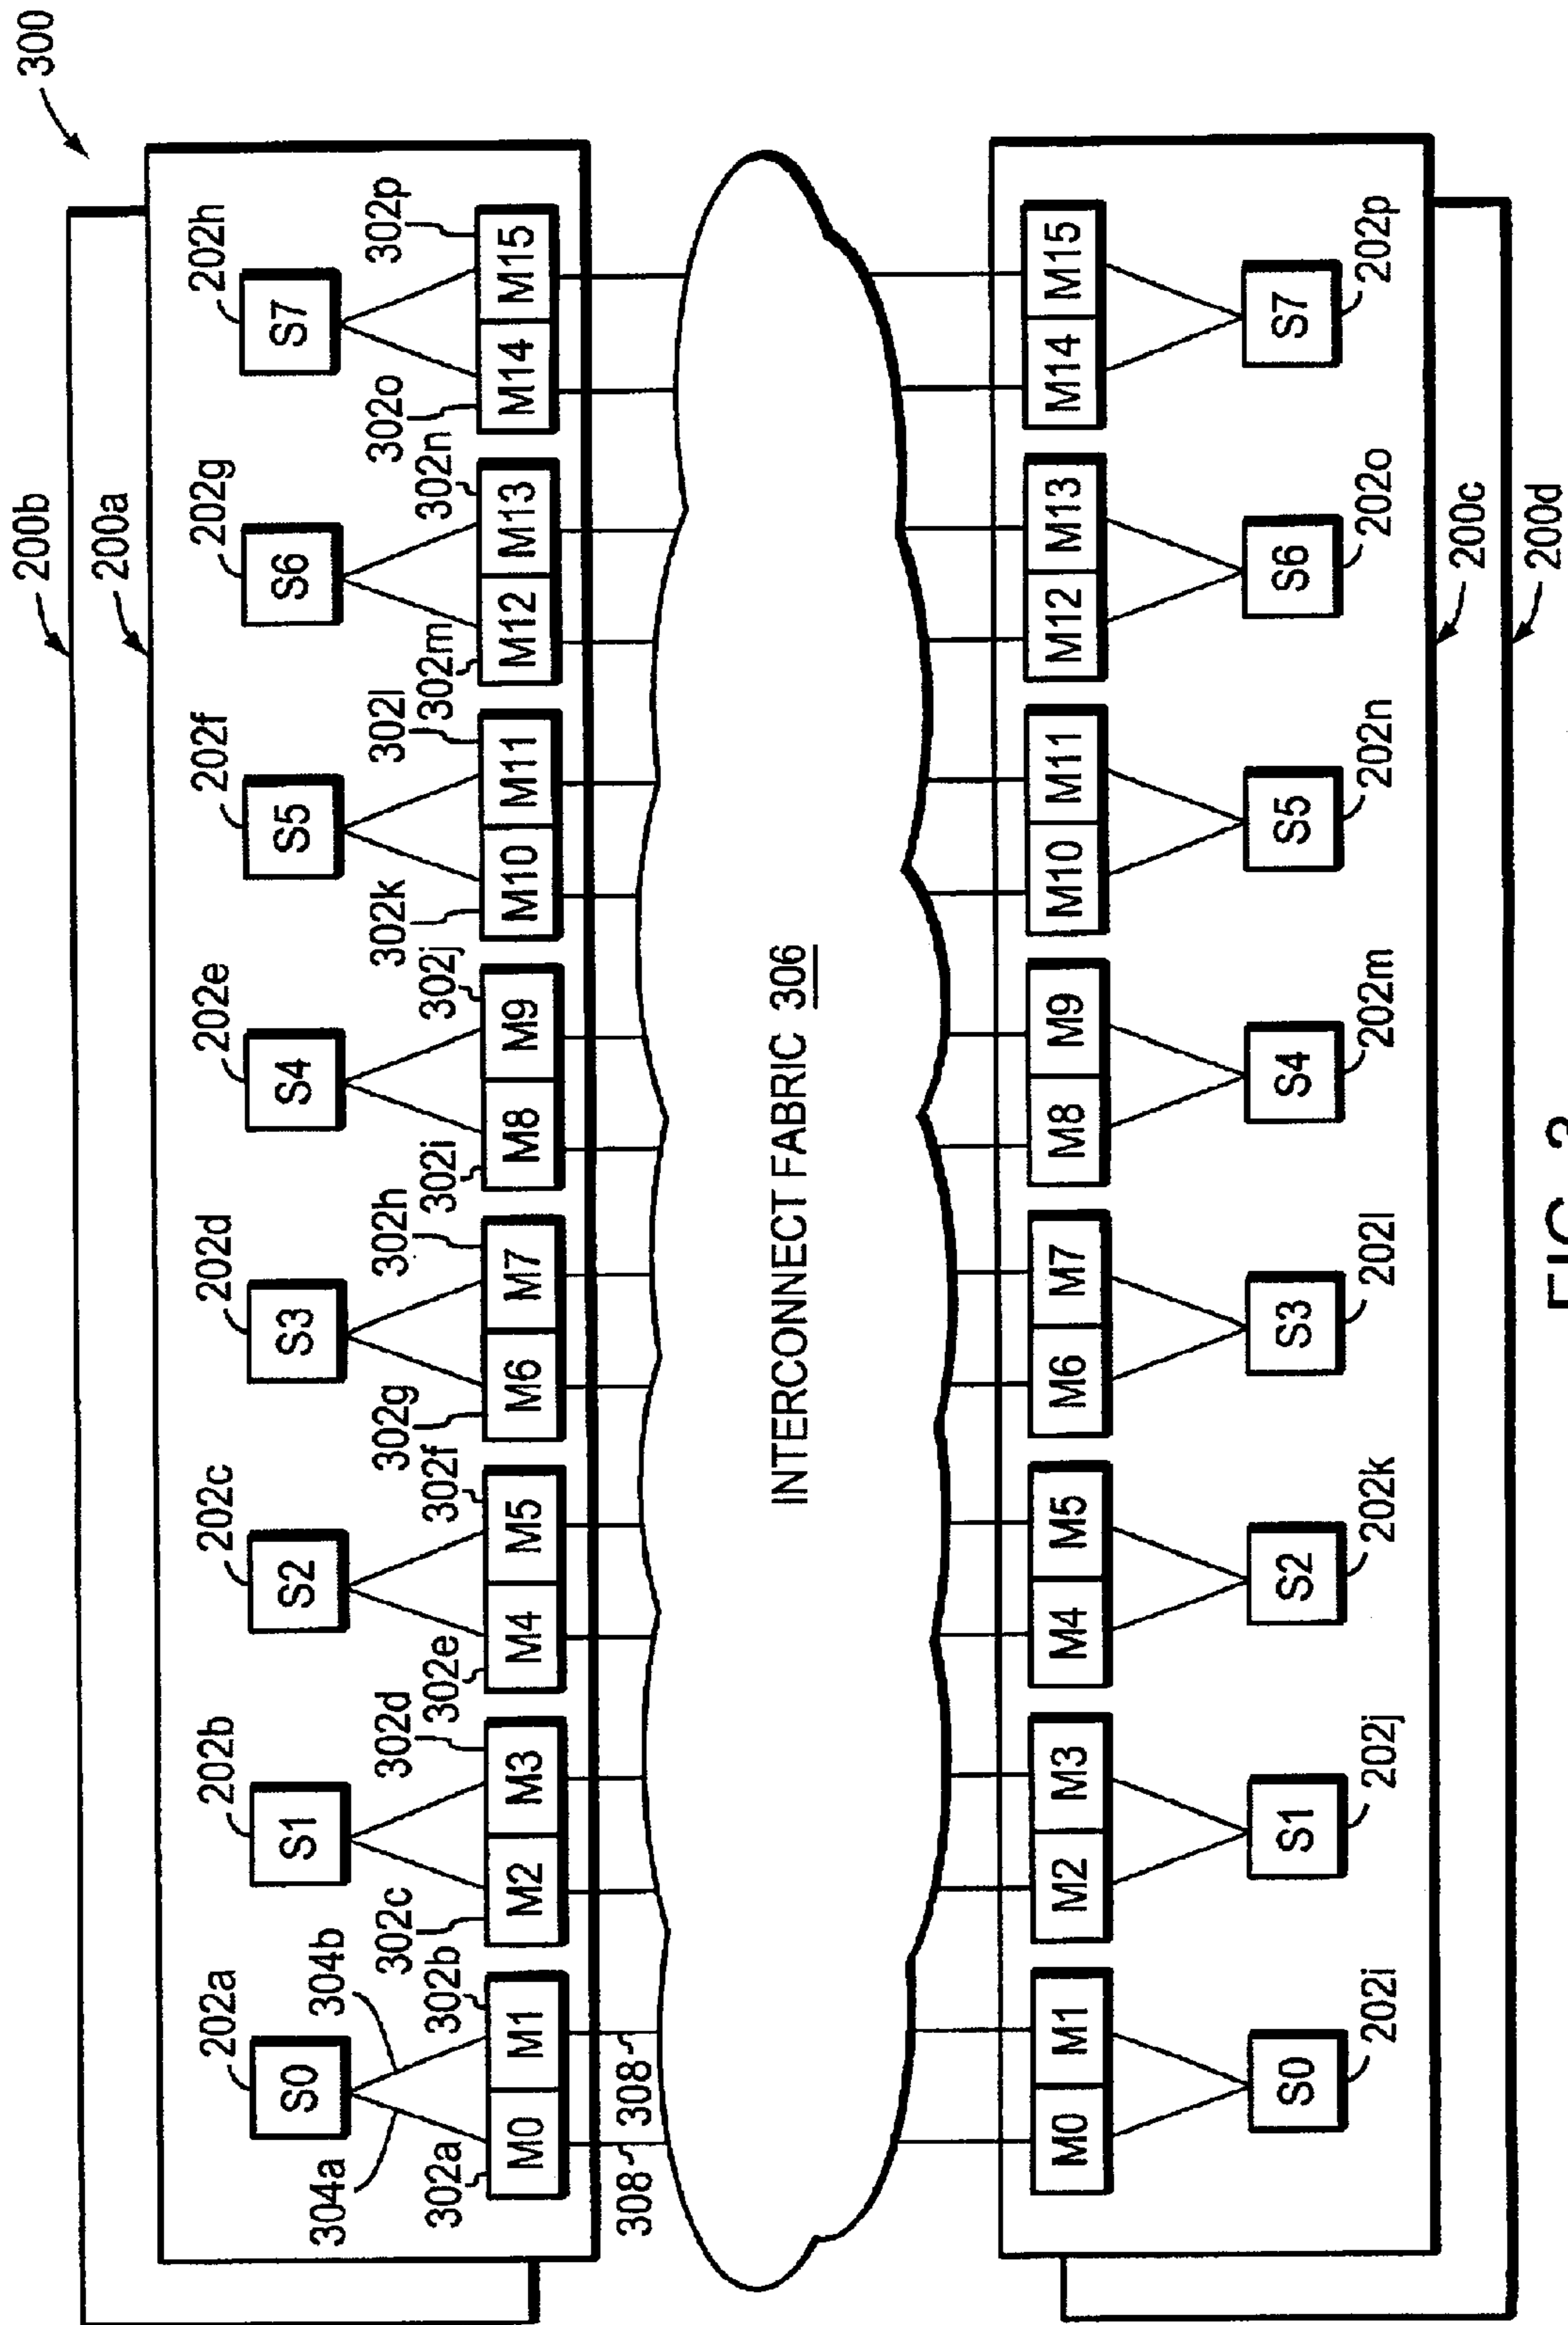 300
200b
200a
202a
202b
202c
202d
202e
202f
202g
202h
S0
S1
S2
S3
S4
S5
S6
S7
304a
304b
302a
302b
302c
302d
302e
302f
302g
302h
302i
302j
302k
302l
302m
302n
302o
302p
M0 M1
M2 M3
M4 M5
M6 M7
M8 M9
M10 M11
M12 M13
M14 M15
308
308
INTERCONNECT FABRIC 306
M0 M1
M2 M3
M4 M5
M6 M7
M8 M9
M10 M11
M12 M13
M14 M15
S0
S1
S2
S3
S4
S5
S6
S7
202i
202j
202k
202l
202m
202n
202o
202p
200c
200d